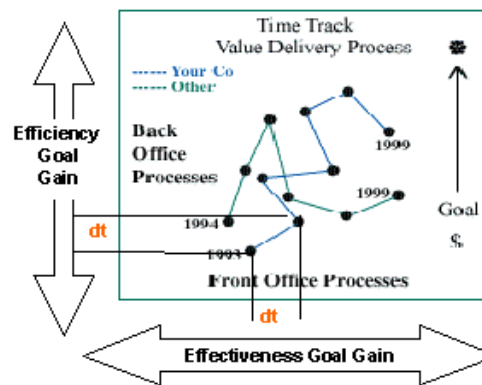 Time Track
Value Delivery Process
Your Co
Other
Efficiency
Goal
Gain
Back
Office
Processes
1999
1999
1994
Goal
$
dt
1993
Front Office Processes
dt
Effectiveness Goal Gain